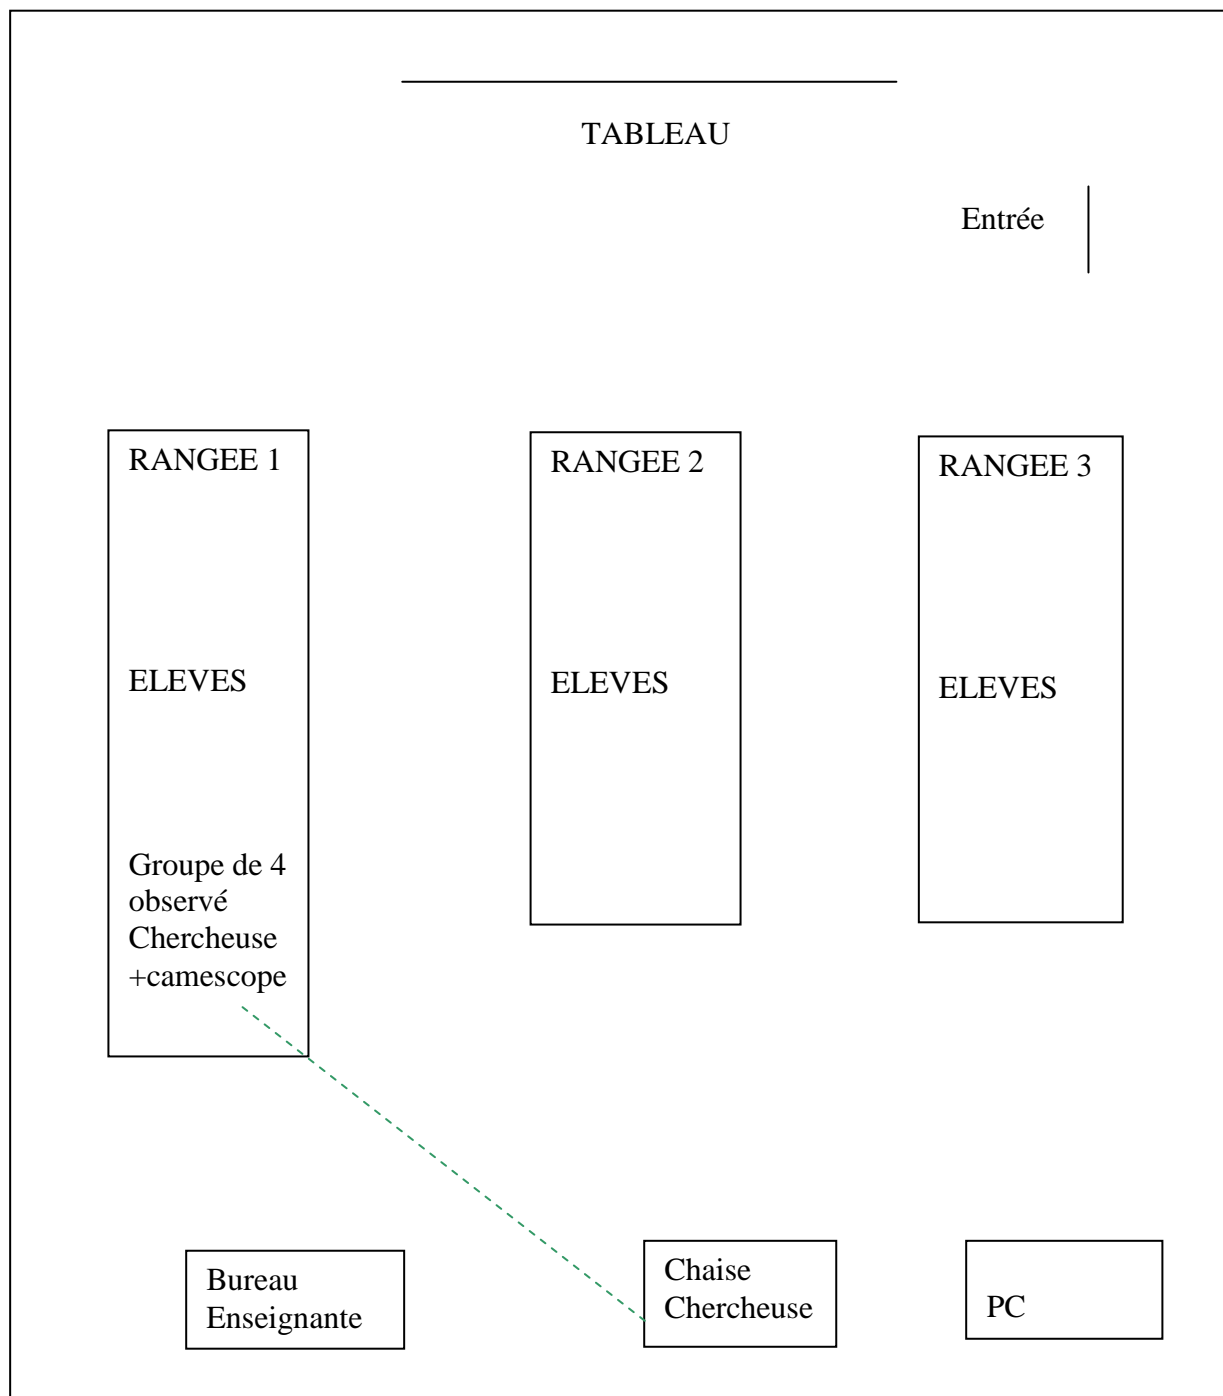 TABLEAU
Entrée
RANGEE 1
ELEVES
Groupe de 4
observé
Chercheuse
+camescope
RANGEE 2
ELEVES
RANGEE 3
ELEVES
Bureau
Enseignante
Chaise
Chercheuse
PC